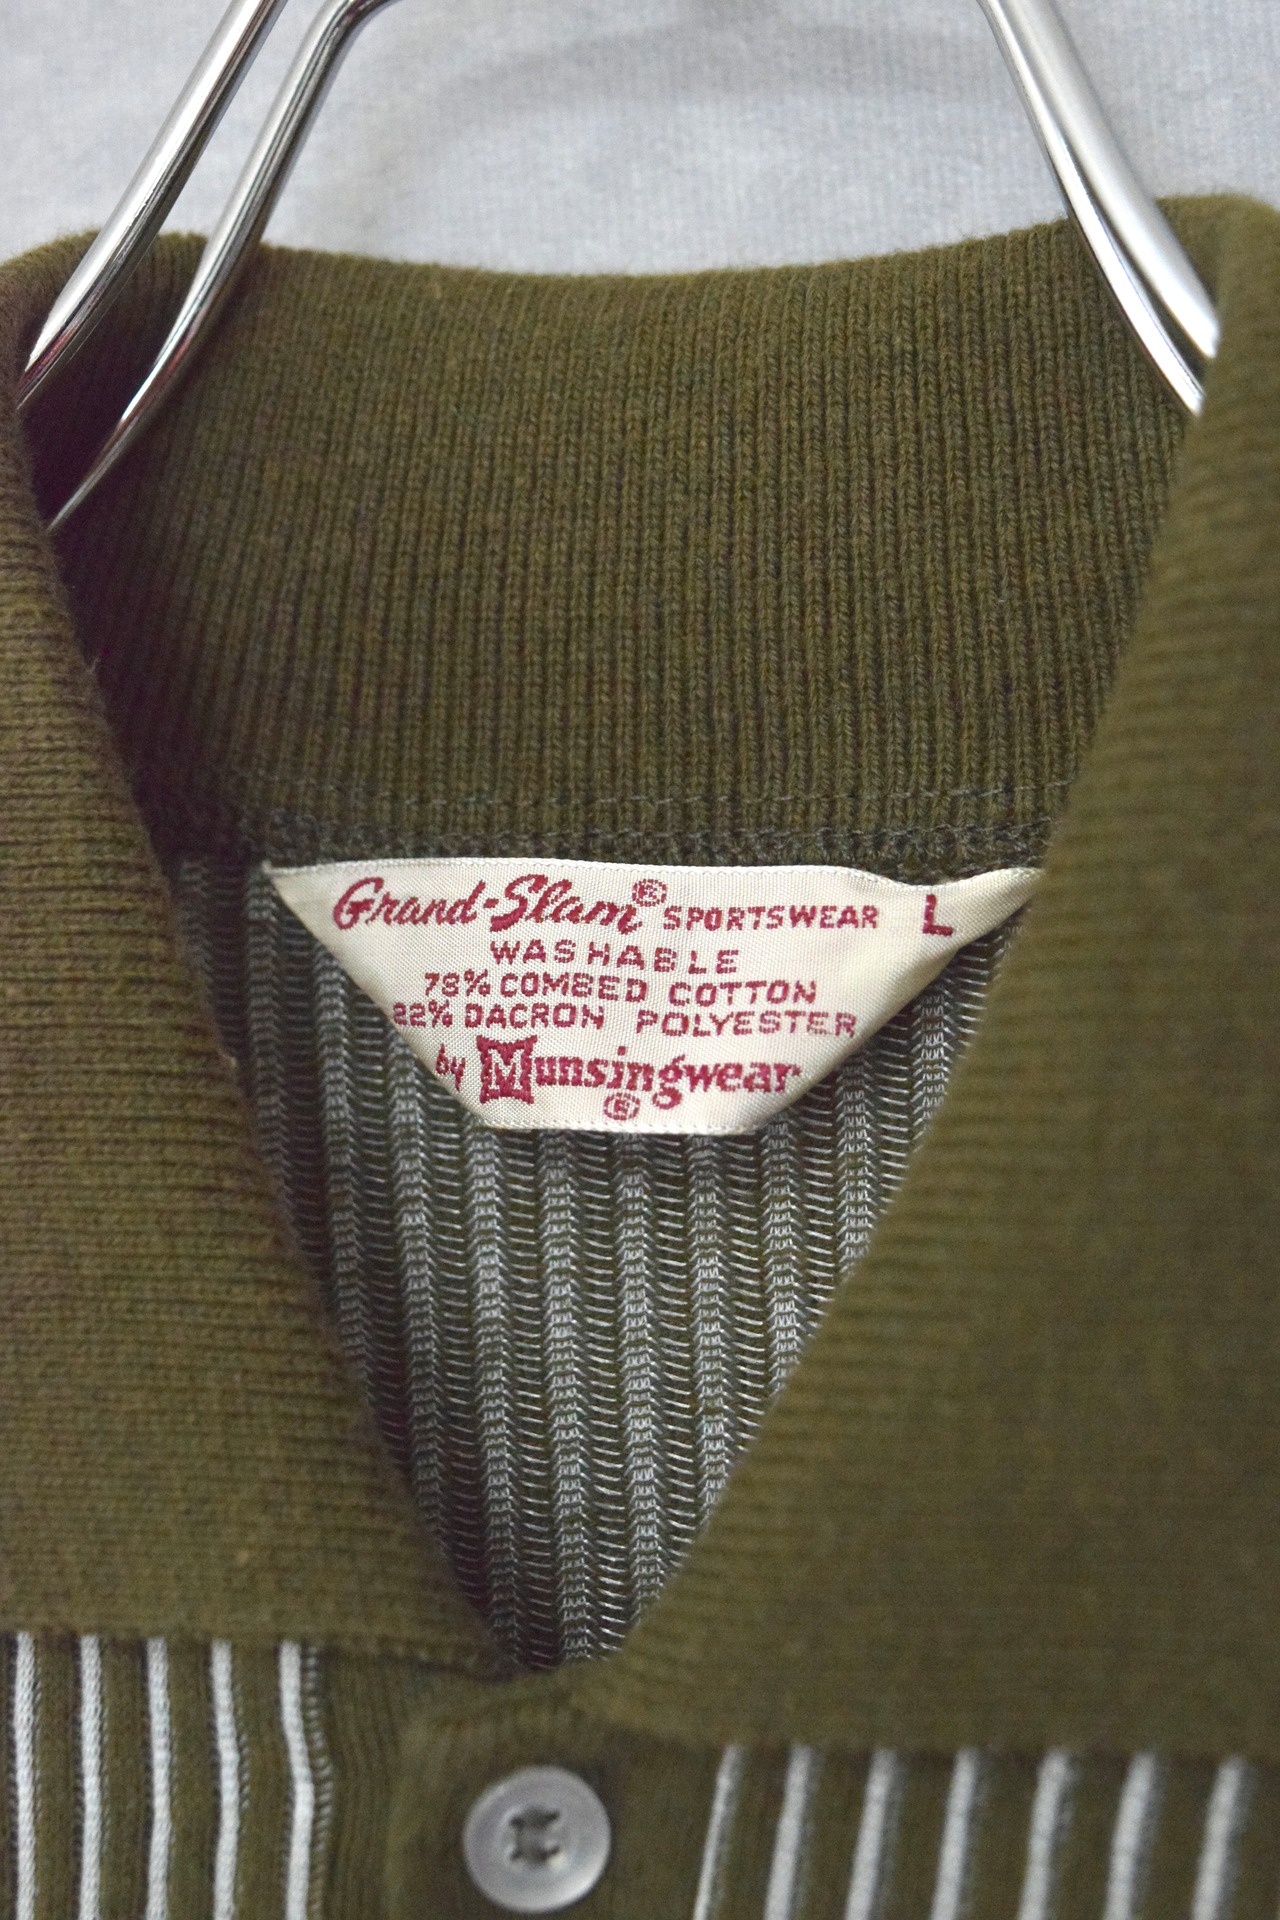 Grand-Slam® SPORTSWEAR L
WASHABLE
78% COMBED COTTON
22% DACRON POLYESTER
by Munsingwear
®